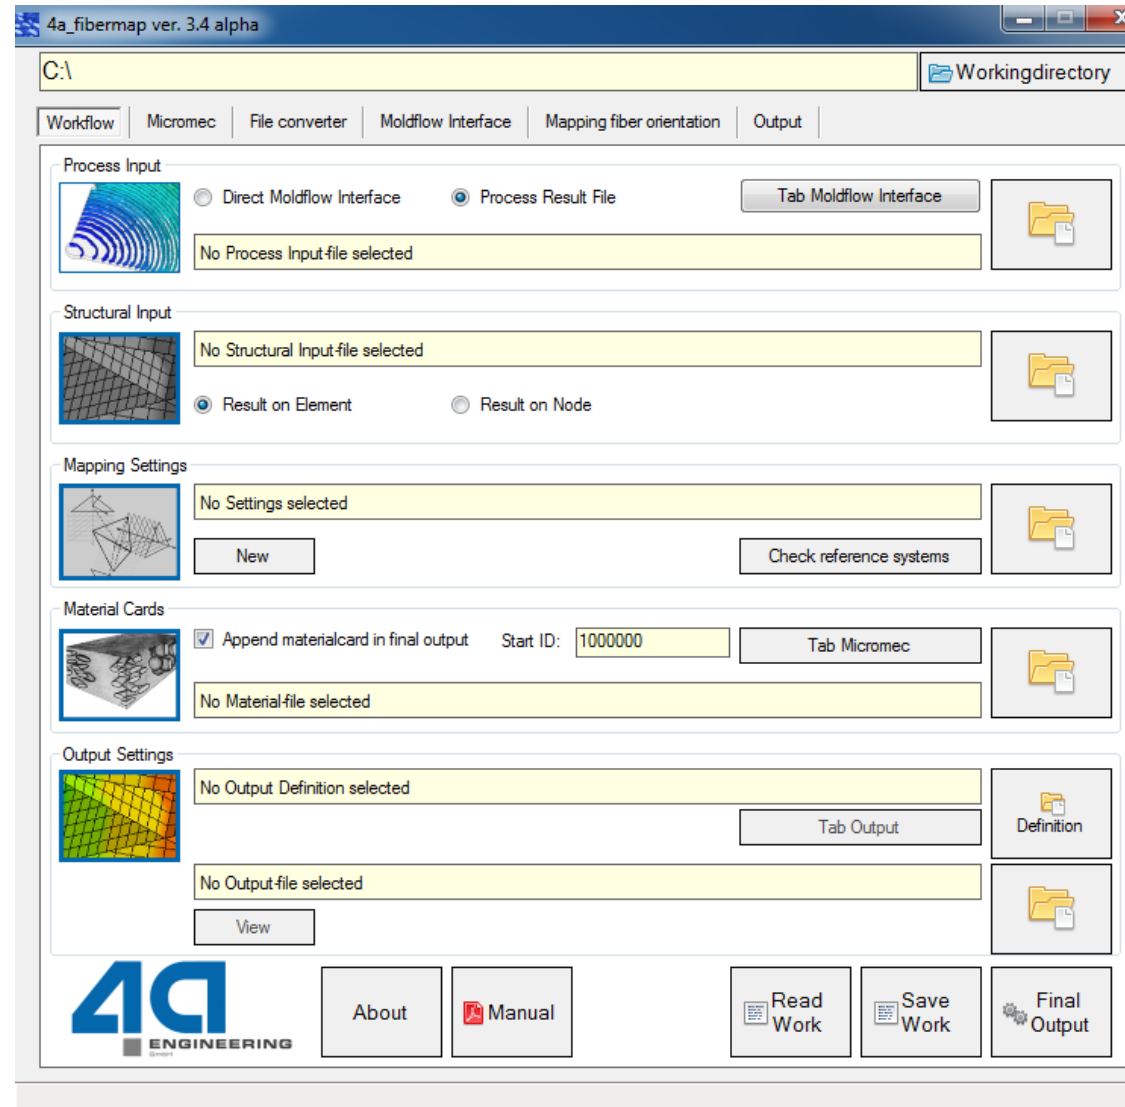 4a_fibermap ver. 3.4 alpha
C:\
Workingdirectory
Workflow Micromec File converter Moldflow Interface Mapping fiber orientation Output
Process Input
Direct Moldflow Interface Process Result File Tab Moldflow Interface
No Process Input-file selected
Structural Input
No Structural Input-file selected
Result on Element Result on Node
Mapping Settings
No Settings selected
New Check reference systems
Material Cards
Append materialcard in final output Start ID: 1000000 Tab Micromec
No Material-file selected
Output Settings
No Output Definition selected
Tab Output Definition
No Output-file selected
View
4a
ENGINEERING
GmbH
About
Manual
Read
Work
Save
Work
Final
Output